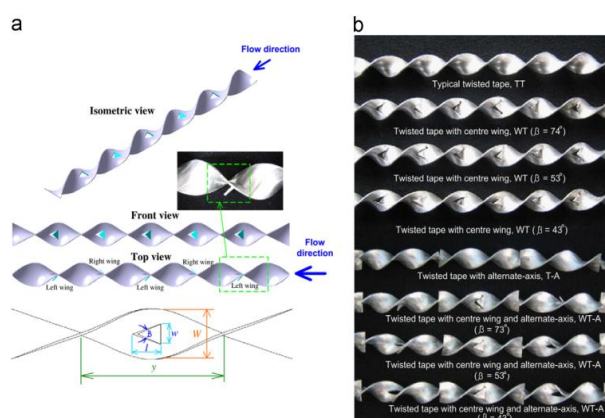 a
Flow direction
Isometric view
Front view
Flow
direction
Top view
Right wing
Right wing
Left wing
Left wing
Left wing
β
w
W
l
y
b
Typical twisted tape, TT
Twisted tape with centre wing, WT (β = 74°)
Twisted tape with centre wing, WT (β = 53°)
Twisted tape with centre wing, WT (β = 43°)
Twisted tape with alternate-axis, T-A
Twisted tape with centre wing and alternate-axis, WT-A
(β = 73°)
Twisted tape with centre wing and alternate-axis, WT-A
(β = 53°)
Twisted tape with centre wing and alternate-axis, WT-A